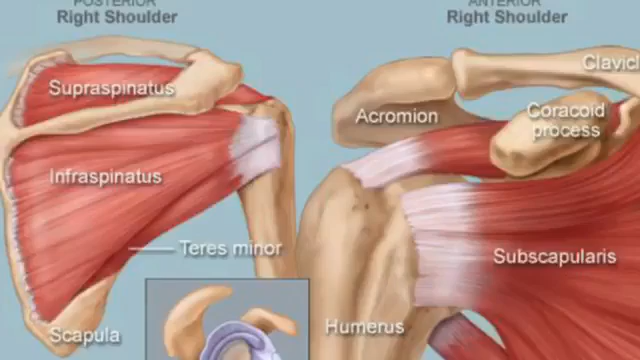 POSTERIOR
Right Shoulder
Supraspinatus
Infraspinatus
Teres minor
Scapula
ANTERIOR
Right Shoulder
Clavicl
Acromion
Coracoid
process
Subscapularis
Humerus